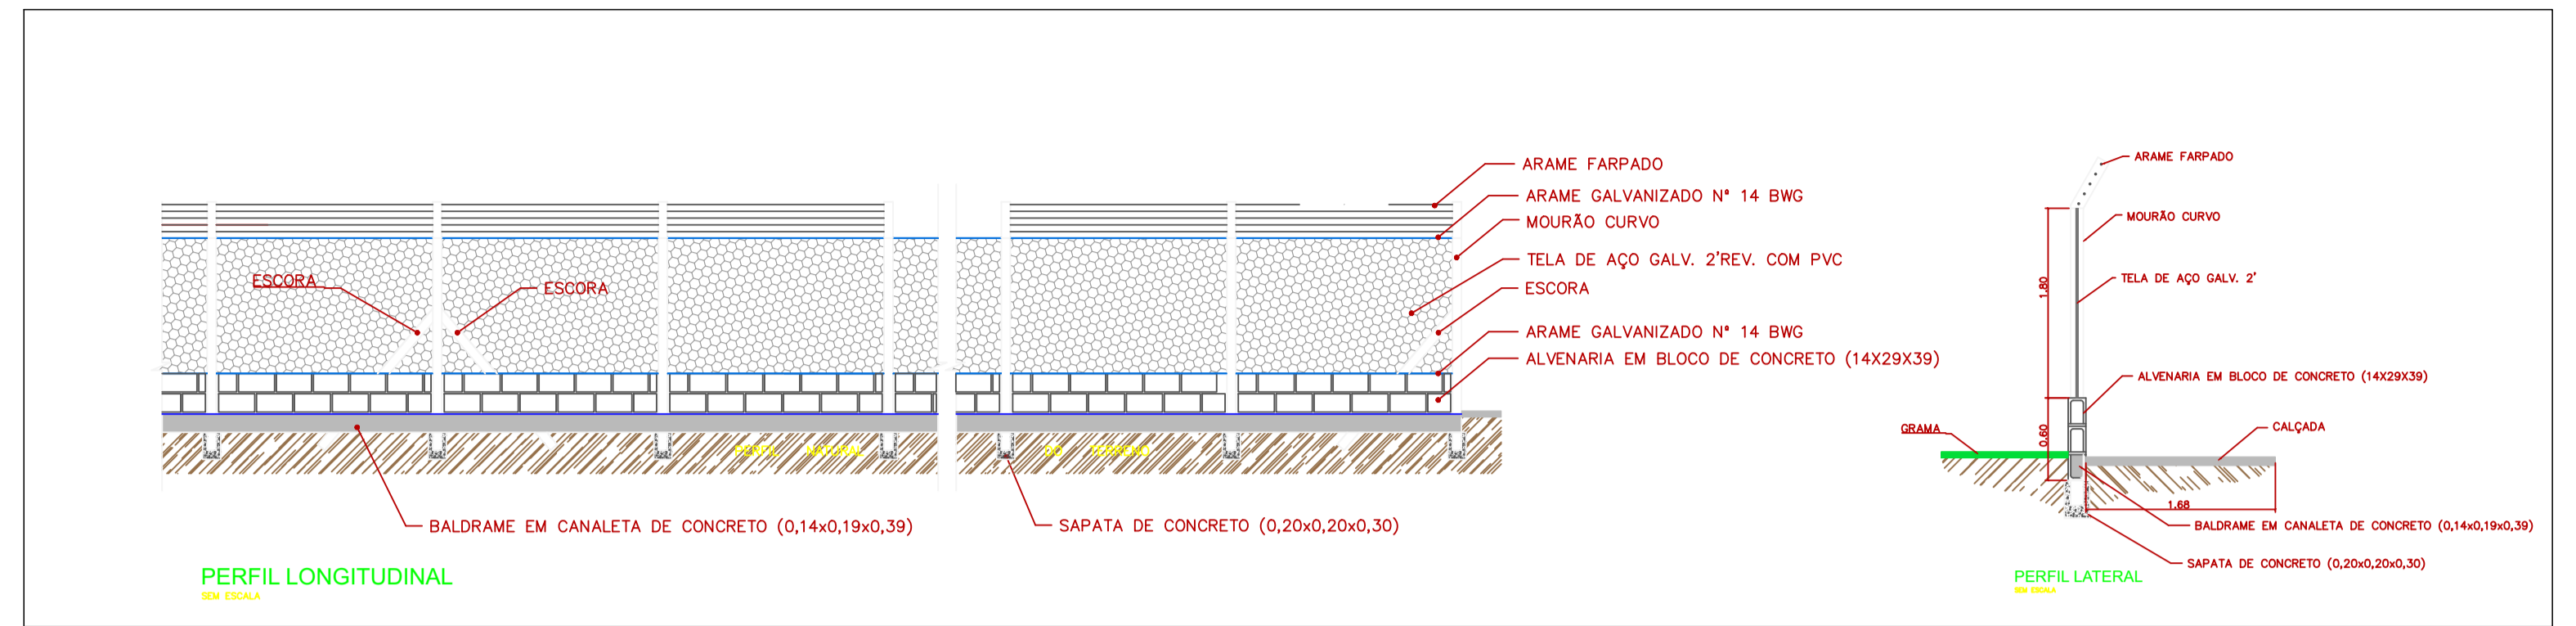 ARAME FARPADO
ARAME GALVANIZADO Nº 14 BWG
MOURÃO CURVO
TELA DE AÇO GALV. 2'REV. COM PVC
ESCORA
ESCORA
ESCORA
ARAME GALVANIZADO Nº 14 BWG
ALVENARIA EM BLOCO DE CONCRETO (14X29X39)
PERFIL NATURAL DO TERRENO
BALDRAME EM CANALETA DE CONCRETO (0,14x0,19x0,39)
SAPATA DE CONCRETO (0,20x0,20x0,30)
PERFIL LONGITUDINAL
SEM ESCALA
ARAME FARPADO
MOURÃO CURVO
1.80
TELA DE AÇO GALV. 2'
ALVENARIA EM BLOCO DE CONCRETO (14X29X39)
GRAMA
0.60
CALÇADA
1.68
BALDRAME EM CANALETA DE CONCRETO (0,14x0,19x0,39)
SAPATA DE CONCRETO (0,20x0,20x0,30)
PERFIL LATERAL
SEM ESCALA